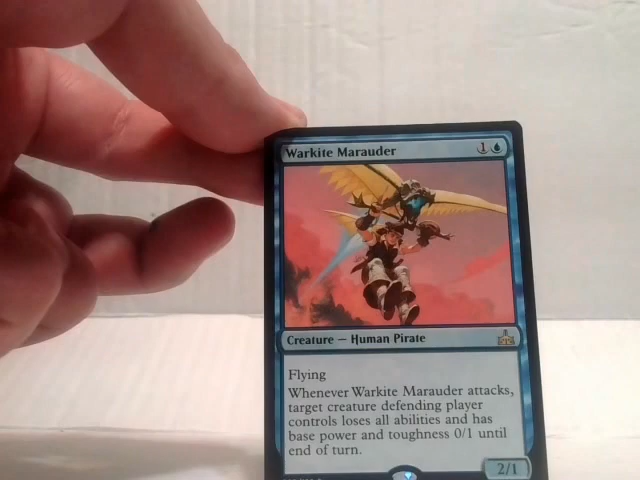 Warkite Marauder 1
Creature — Human Pirate
Flying
Whenever Warkite Marauder attacks,
target creature defending player
controls loses all abilities and has
base power and toughness 0/1 until
end of turn.
2/1